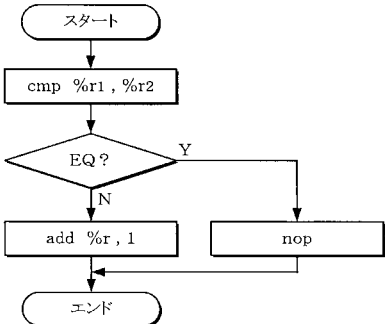 スタート
cmp %r1 , %r2
EQ?
Y
N
add %r , 1
nop
エンド